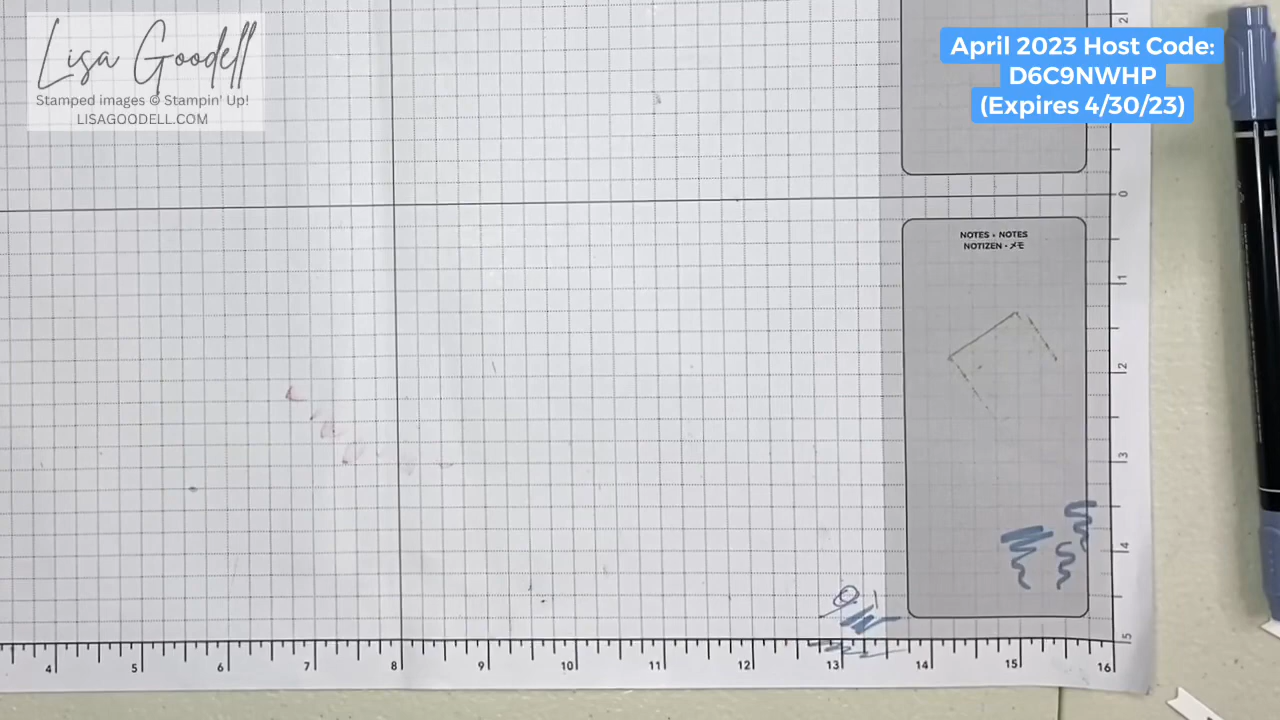 Lisa Goodell
Stamped images © Stampin' Up!
LISAGOODELL.COM
April 2023 Host Code:
D6C9NWHP
(Expires 4/30/23)
NOTES • NOTES
NOTIZEN • メモ
2
0
1
2
3
4
5
4 5 6 7 8 9 10 11 12 13 14 15 16